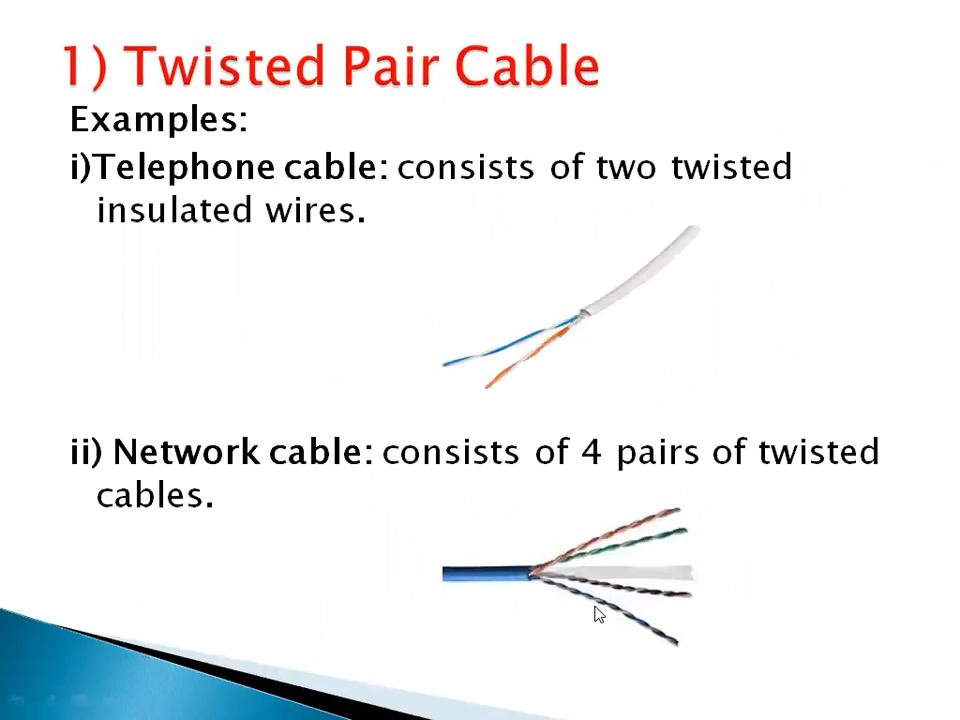 1) Twisted Pair Cable
Examples:
i)Telephone cable: consists of two twisted
insulated wires.
ii) Network cable: consists of 4 pairs of twisted
cables.